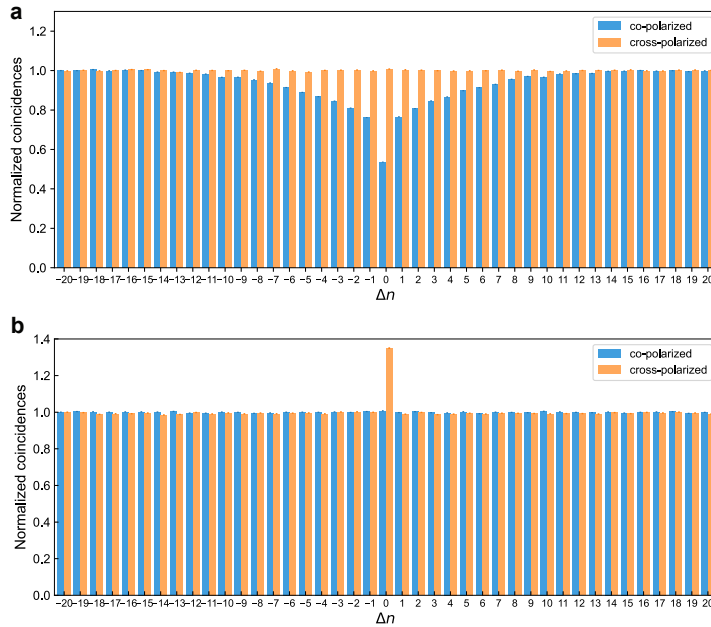 a
Normalized coincidences
1.2
1.0
0.8
0.6
0.4
0.2
0.0
co-polarized
cross-polarized
−20 −19 −18 −17 −16 −15 −14 −13 −12 −11 −10 −9 −8 −7 −6 −5 −4 −3 −2 −1 0 1 2 3 4 5 6 7 8 9 10 11 12 13 14 15 16 17 18 19 20
Δn
b
Normalized coincidences
1.4
1.2
1.0
0.8
0.6
0.4
0.2
0.0
co-polarized
cross-polarized
−20 −19 −18 −17 −16 −15 −14 −13 −12 −11 −10 −9 −8 −7 −6 −5 −4 −3 −2 −1 0 1 2 3 4 5 6 7 8 9 10 11 12 13 14 15 16 17 18 19 20
Δn